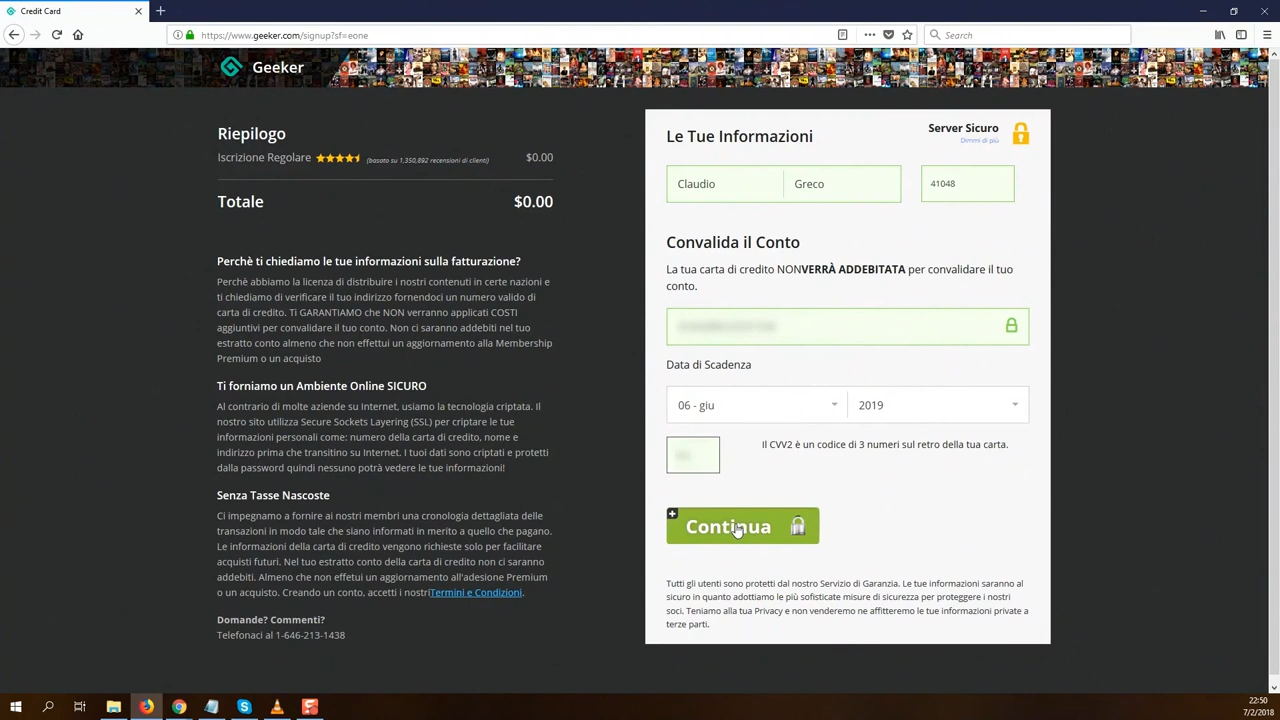 Credit Card
https://www.geeker.com/signup?sf=eone
Search
Geeker
Riepilogo
Iscrizione Regolare (basato su 1,350,892 recensioni di clienti) $0.00
Totale $0.00
Perchè ti chiediamo le tue informazioni sulla fatturazione?
Perchè abbiamo la licenza di distribuire i nostri contenuti in certe nazioni e
ti chiediamo di verificare il tuo indirizzo fornendoci un numero valido di
carta di credito. Ti GARANTIAMO che NON verranno applicati COSTI
aggiuntivi per convalidare il tuo conto. Non ci saranno addebiti nel tuo
estratto conto almeno che non effettui un aggiornamento alla Membership
Premium o un acquisto
Ti forniamo un Ambiente Online SICURO
Al contrario di molte aziende su Internet, usiamo la tecnologia criptata. Il
nostro sito utilizza Secure Sockets Layering (SSL) per criptare le tue
informazioni personali come: numero della carta di credito, nome e
indirizzo prima che transitino su Internet. I tuoi dati sono criptati e protetti
dalla password quindi nessuno potrà vedere le tue informazioni!
Senza Tasse Nascoste
Ci impegnamo a fornire ai nostri membri una cronologia dettagliata delle
transazioni in modo tale che siano informati in merito a quello che pagano.
Le informazioni della carta di credito vengono richieste solo per facilitare
acquisti futuri. Nel tuo estratto conto della carta di credito non ci saranno
addebiti. Almeno che non effetui un aggiornamento all'adesione Premium
o un acquisto. Creando un conto, accetti i nostriTermini e Condizioni.
Domande? Commenti?
Telefonaci al 1-646-213-1438
Le Tue Informazioni
Server Sicuro
Dimmi di più
Claudio Greco 41048
Convalida il Conto
La tua carta di credito NONVERRÀ ADDEBITATA per convalidare il tuo
conto.
Data di Scadenza
06 - giu 2019
Il CVV2 è un codice di 3 numeri sul retro della tua carta.
Continua
Tutti gli utenti sono protetti dal nostro Servizio di Garanzia. Le tue informazioni saranno al
sicuro in quanto adottiamo le più sofisticate misure di sicurezza per proteggere i nostri
soci. Teniamo alla tua Privacy e non venderemo ne affitteremo le tue informazioni private a
terze parti.
22:50
7/2/2018